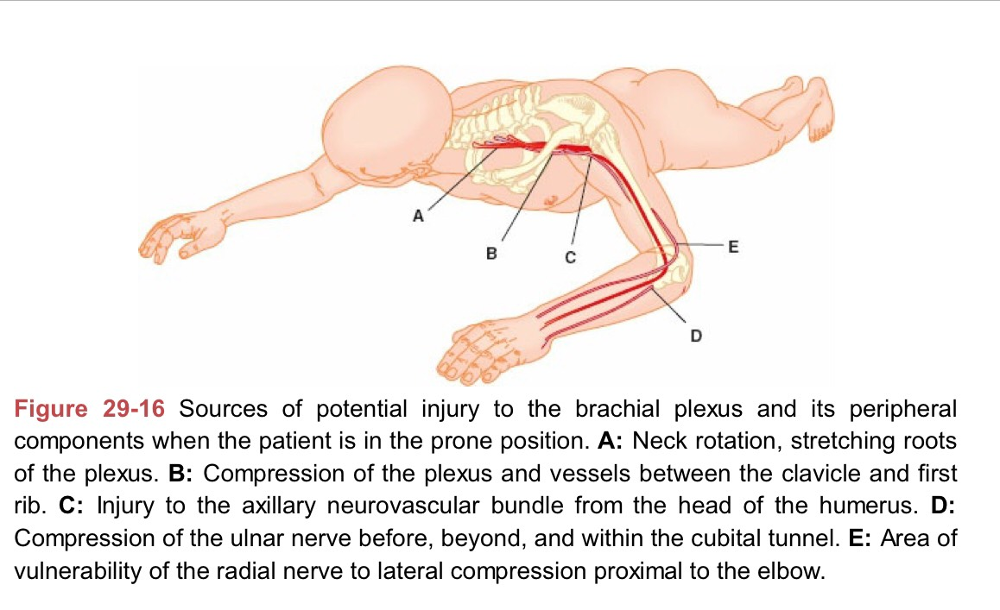 A
B
C
E
D
Figure 29-16 Sources of potential injury to the brachial plexus and its peripheral
components when the patient is in the prone position. A: Neck rotation, stretching roots
of the plexus. B: Compression of the plexus and vessels between the clavicle and first
rib. C: Injury to the axillary neurovascular bundle from the head of the humerus. D:
Compression of the ulnar nerve before, beyond, and within the cubital tunnel. E: Area of
vulnerability of the radial nerve to lateral compression proximal to the elbow.